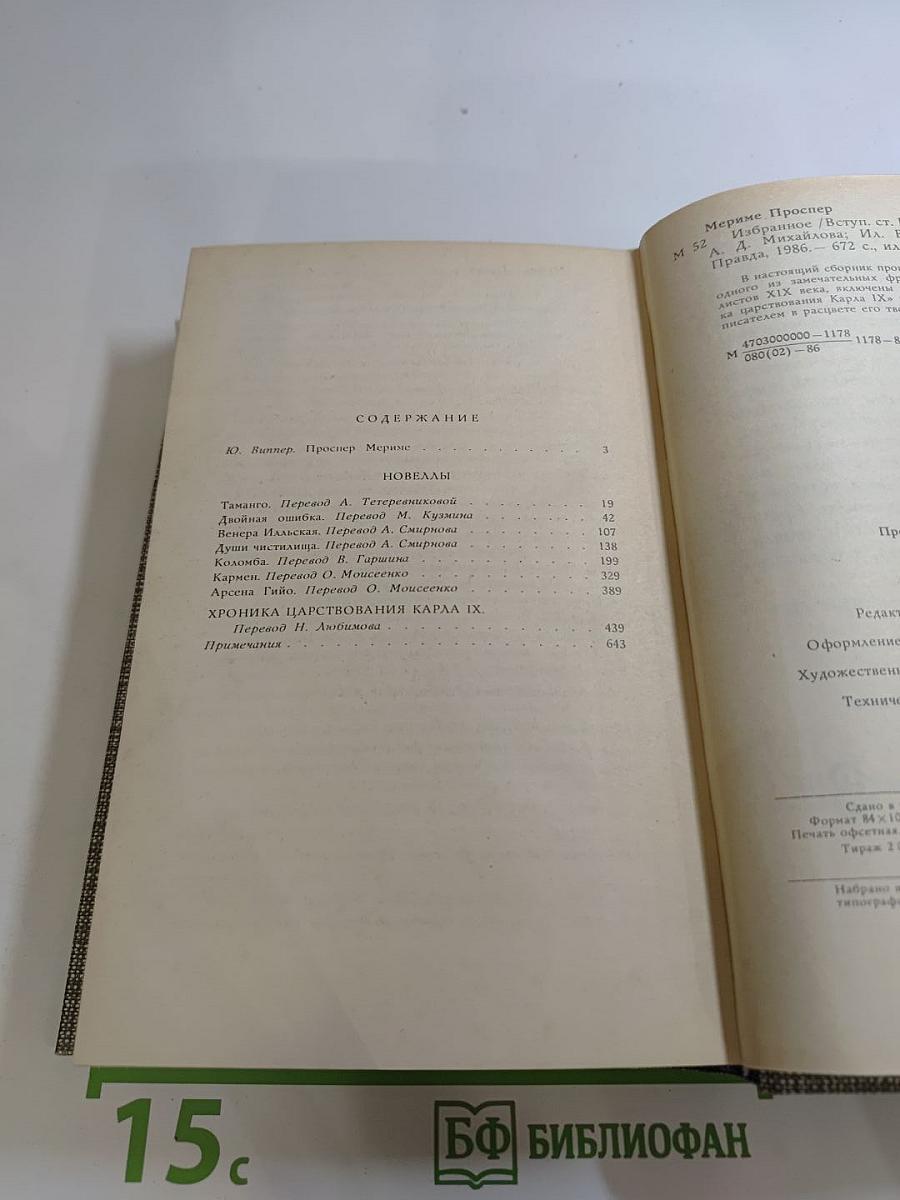 СОДЕРЖАНИЕ
Ю. Виппер. Проспер Мериме . . . . . . . . . . . 3
НОВЕЛЛЫ
Таманго. Перевод А. Тетеревниковой . . . . . . . . 19
Двойная ошибка. Перевод М. Кузмина . . . . . . . 42
Венера Илльская. Перевод А. Смирнова . . . . . . . . 107
Души чистилища. Перевод А. Смирнова . . . . . . . . 138
Коломба. Перевод В. Гаршина . . . . . . . . . . 199
Кармен. Перевод О. Моисеенко . . . . . . . . . . 329
Арсена Гийо. Перевод О. Моисеенко . . . . . . . . 389
ХРОНИКА ЦАРСТВОВАНИЯ КАРЛА IX.
Перевод Н. Любимова . . . . . . . . . . . . 439
Примечания . . . . . . . . . . . . . . . . . 643
Мериме Проспер
М 52 Избранное /Вступ. ст.
А. Д. Михайлова; Ил.
Правда, 1986.— 672 с., ил
В настоящий сборник прои
одного из замечательных фр
листов XIX века, включены
ка царствования Карла IX»
писателем в расцвете его тв
М 4703000000—1178 1178—8
080(02)—86
Про
Редакт
Оформление
Художественн
Техниче
Сдано в
Формат 84×10
Печать офсетная.
Тираж 2
Набрано в
типограф
15 с
БФ БИБЛИОФАН